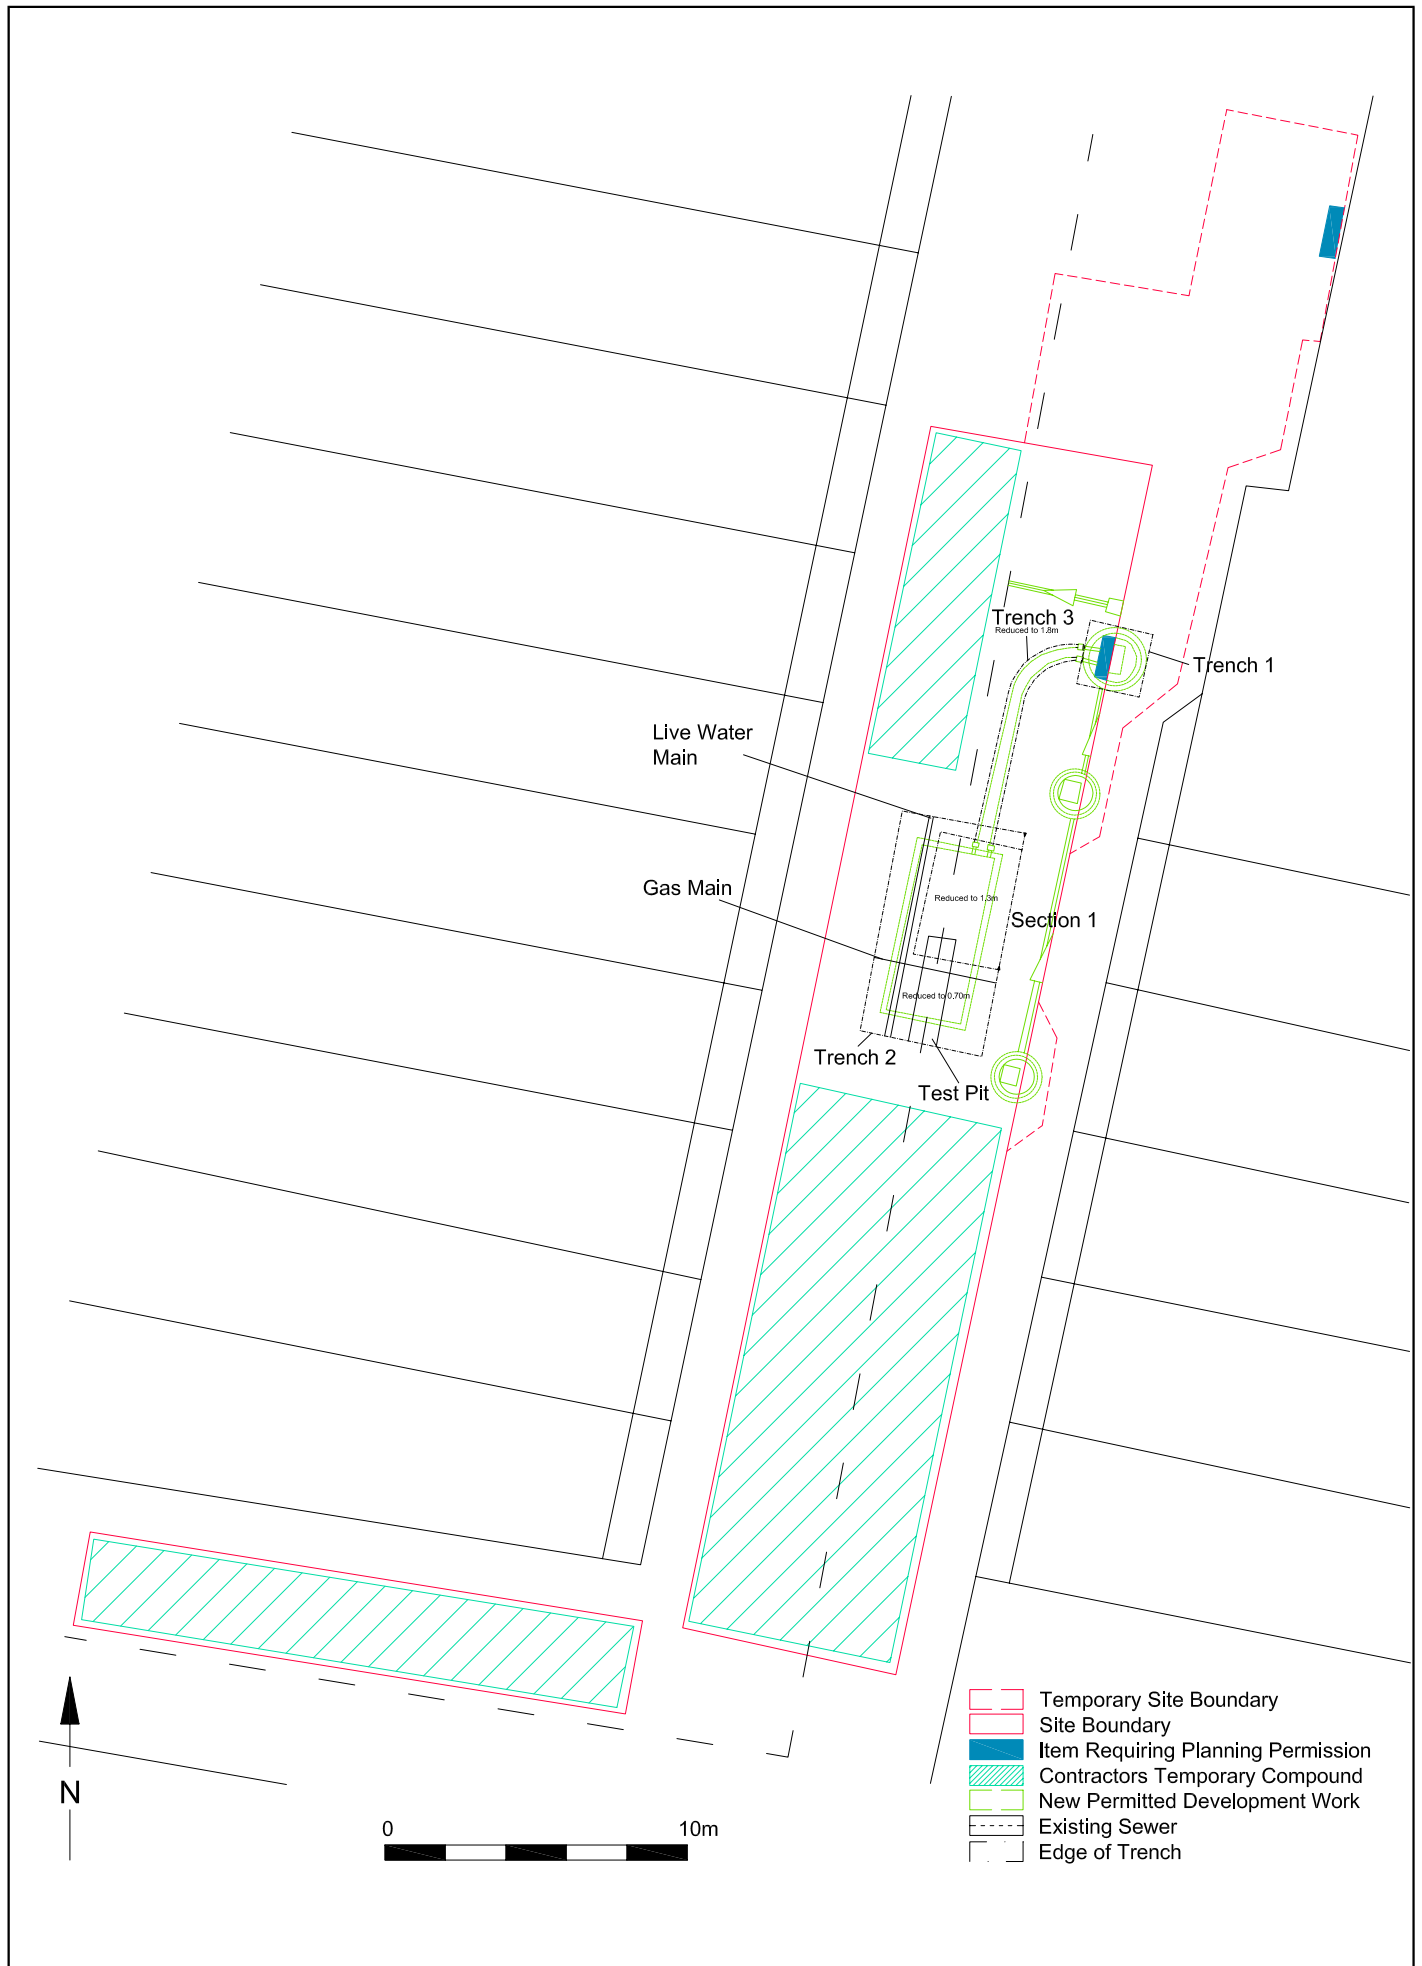 Trench 3
Reduced to 1.8m
Trench 1
Live Water
Main
Gas Main
Reduced to 1.3m
Section 1
Reduced to 0.70m
Trench 2
Test Pit
Temporary Site Boundary
Site Boundary
Item Requiring Planning Permission
Contractors Temporary Compound
New Permitted Development Work
Existing Sewer
Edge of Trench
N
0 10m